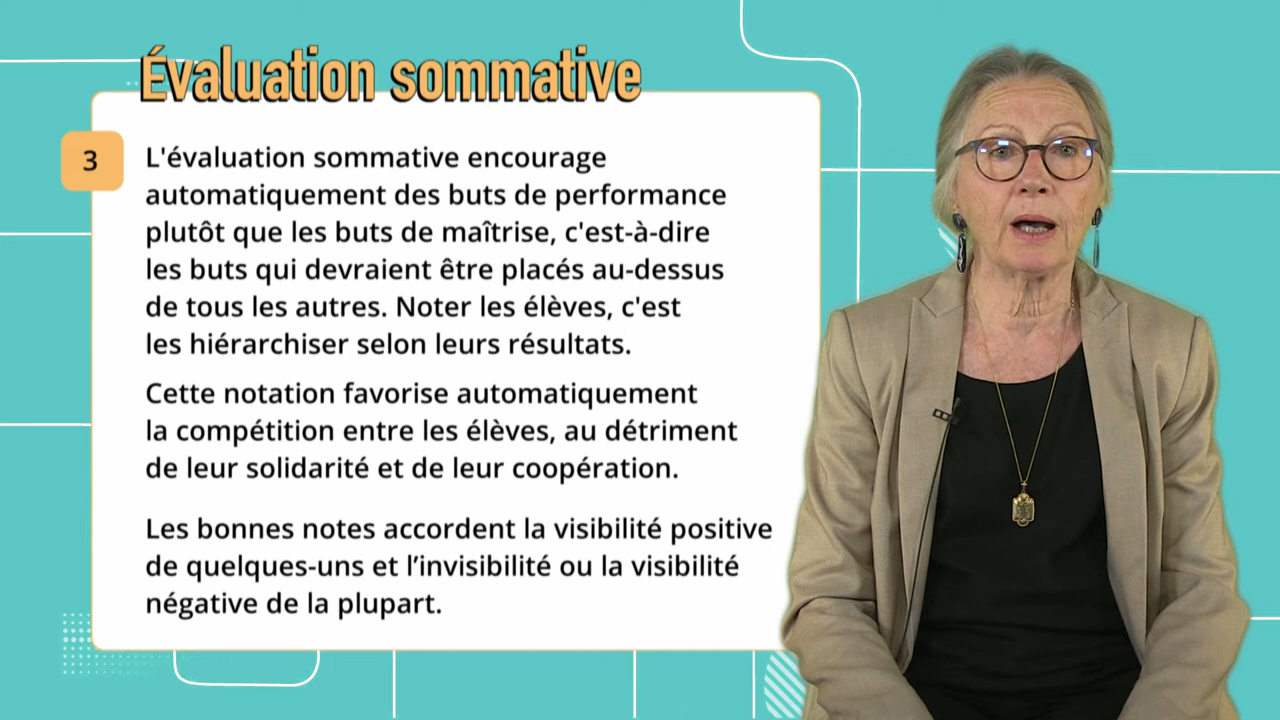 Évaluation sommative
3
L'évaluation sommative encourage
automatiquement des buts de performance
plutôt que les buts de maîtrise, c'est-à-dire
les buts qui devraient être placés au-dessus
de tous les autres. Noter les élèves, c'est
les hiérarchiser selon leurs résultats.
Cette notation favorise automatiquement
la compétition entre les élèves, au détriment
de leur solidarité et de leur coopération.
Les bonnes notes accordent la visibilité positive
de quelques-uns et l’invisibilité ou la visibilité
négative de la plupart.